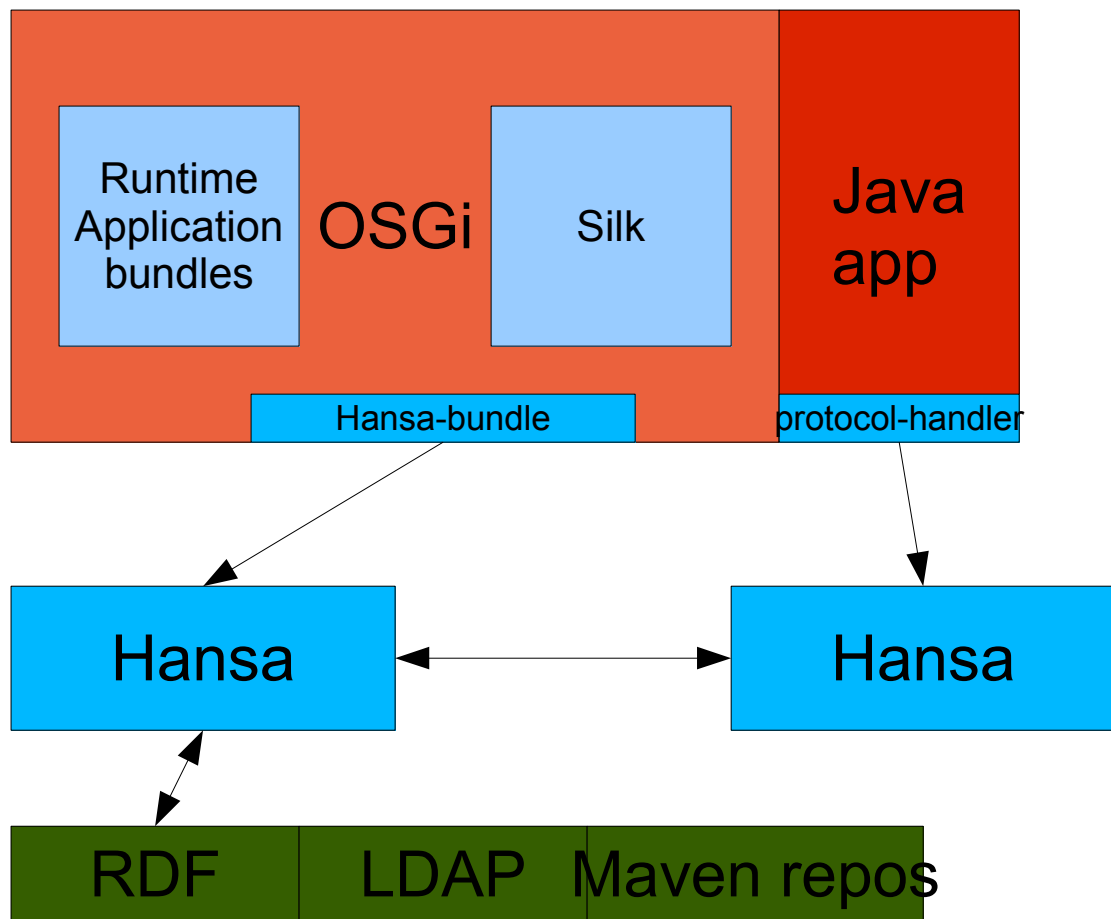 Runtime
Application
bundles
OSGi
Silk
Java
app
Hansa-bundle
protocol-handler
Hansa
Hansa
RDF
LDAP
Maven repos